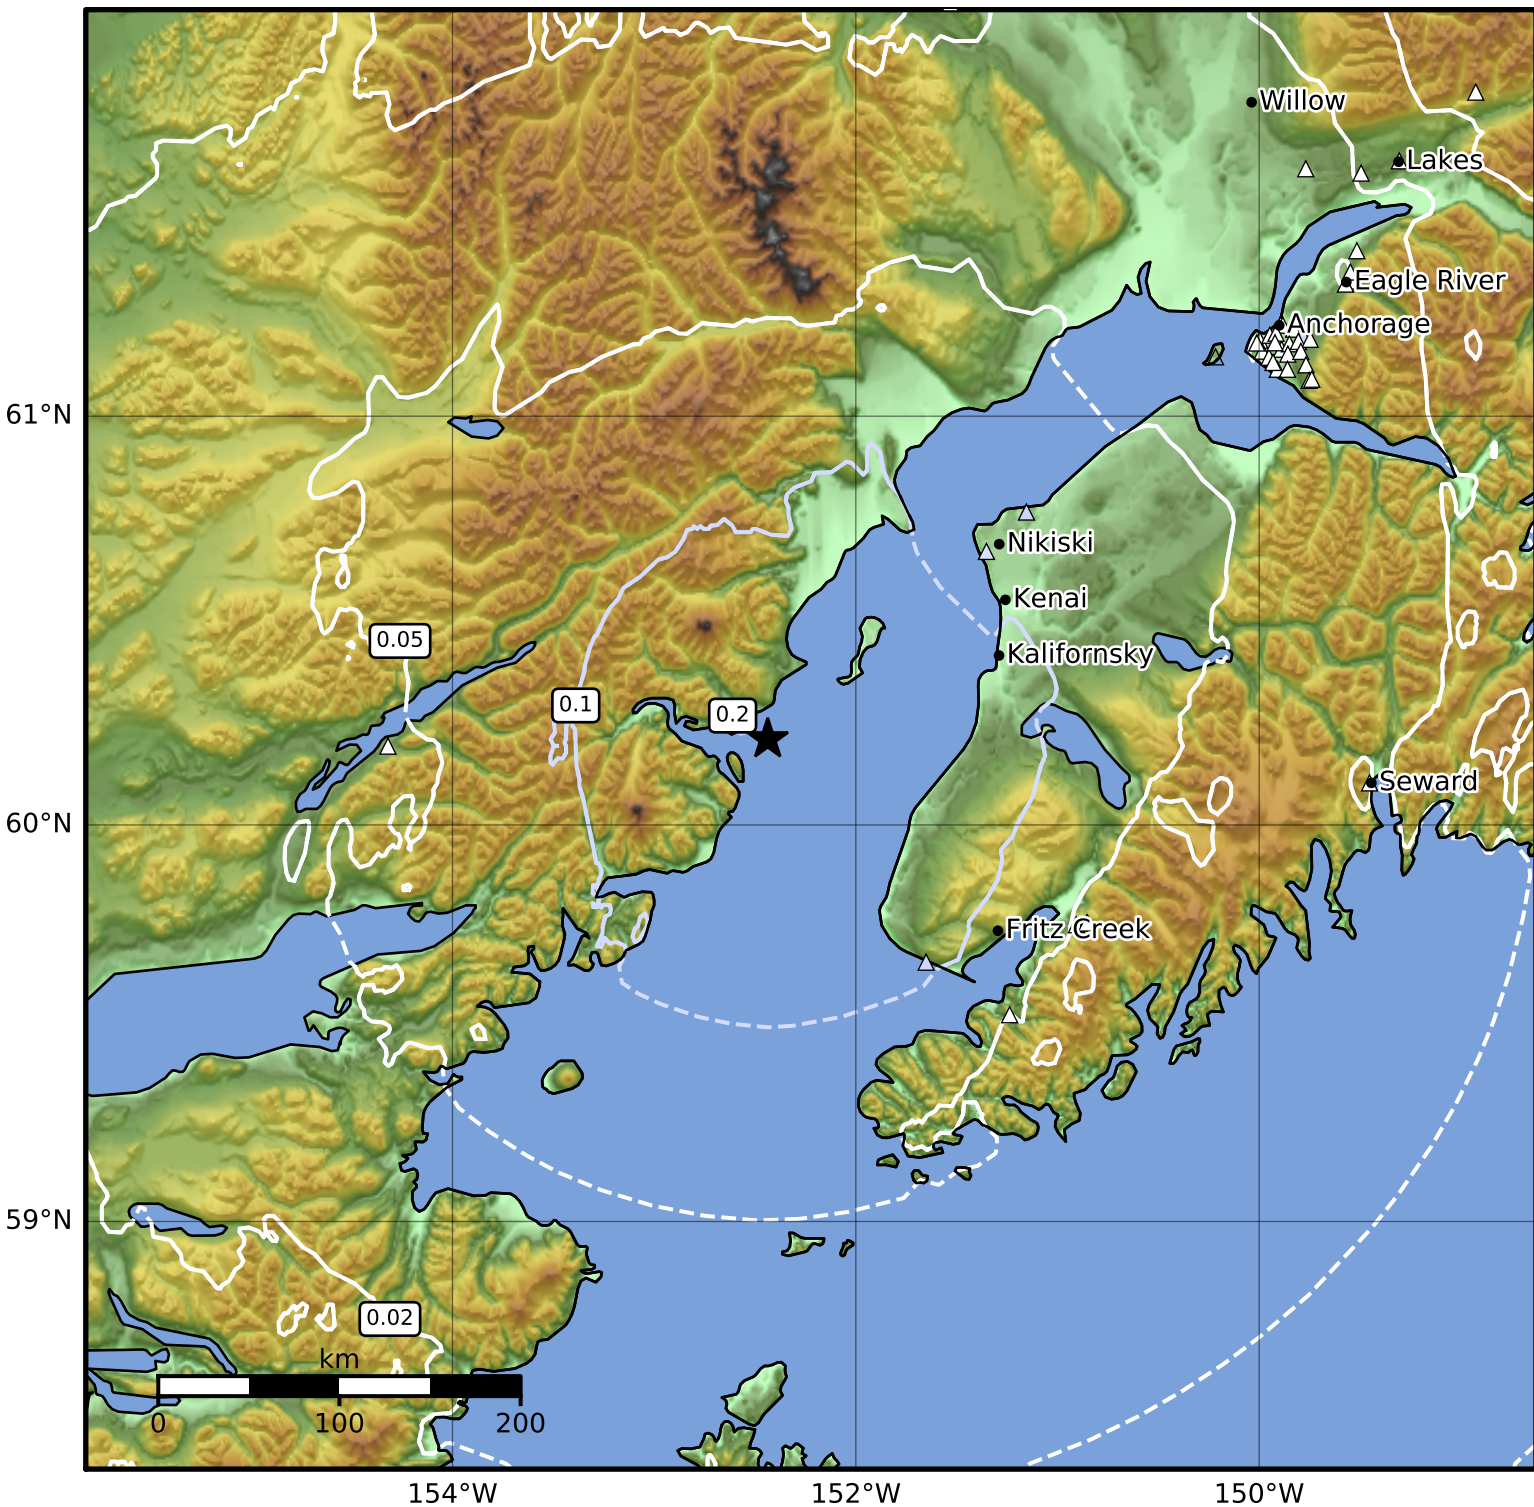 Willow
Lakes
Eagle River
Anchorage
61°N
Nikiski
Kenai
0.05
Kalifornsky
0.1
0.2
Seward
60°N
Fritz Creek
59°N
0.02
km
0 100 200
154°W 152°W 150°W